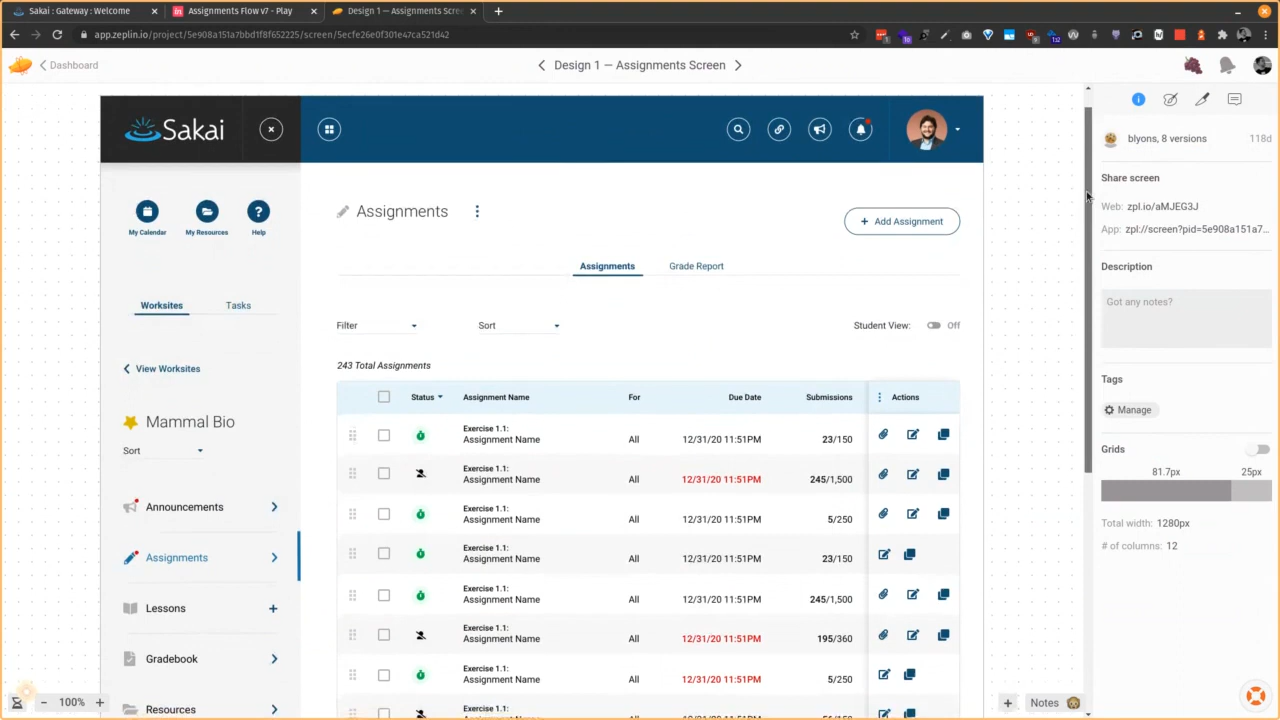 Sakai : Gateway : Welcome
Assignments Flow v7 - Play
Design 1 — Assignments Scree
app.zeplin.io/project/5e908a151a7bbd1f8f652225/screen/5ecfe26e0f301e47ca521d42
Dashboard
Design 1 — Assignments Screen
Sakai
My Calendar
My Resources
Help
Worksites
Tasks
View Worksites
Mammal Bio
Sort
Announcements
Assignments
Lessons
Gradebook
Resources
100%
Assignments
+ Add Assignment
Assignments
Grade Report
Filter
Sort
Student View: Off
243 Total Assignments
Status Assignment Name For Due Date Submissions Actions
Exercise 1.1:
Assignment Name All 12/31/20 11:51PM 23/150
Exercise 1.1:
Assignment Name All 12/31/20 11:51PM 245/1,500
Exercise 1.1:
Assignment Name All 12/31/20 11:51PM 5/250
Exercise 1.1:
Assignment Name All 12/31/20 11:51PM 23/150
Exercise 1.1:
Assignment Name All 12/31/20 11:51PM 245/1,500
Exercise 1.1:
Assignment Name All 12/31/20 11:51PM 195/360
Exercise 1.1:
Assignment Name All 12/31/20 11:51PM 5/250
Exercise 1.1:
blyons, 8 versions 118d
Share screen
Web: zpl.io/aMJEG3J
App: zpl://screen?pid=5e908a151a7...
Description
Got any notes?
Tags
Manage
Grids
81.7px 25px
Total width: 1280px
# of columns: 12
Notes